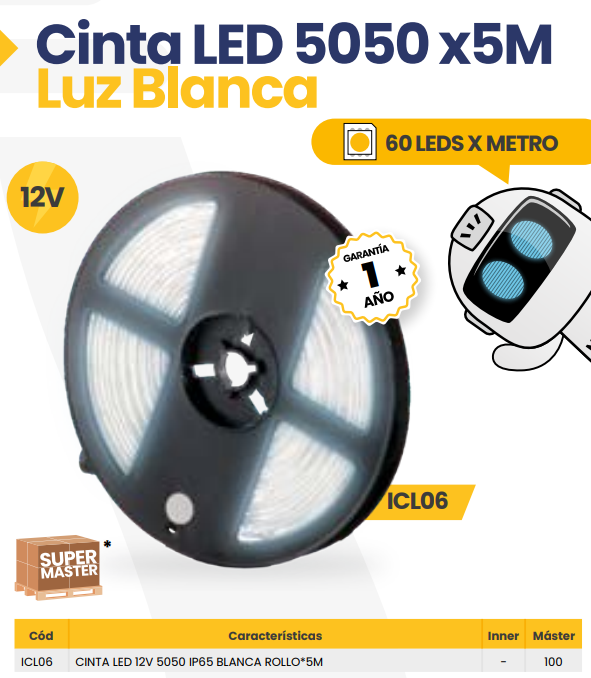 Cinta LED 5050 x5M
Luz Blanca
60 LEDS X METRO
12V
GARANTÍA
1
AÑO
ICL06
SUPER
MASTER
*
Cód Características Inner Máster
ICL06 CINTA LED 12V 5050 IP65 BLANCA ROLLO*5M - 100